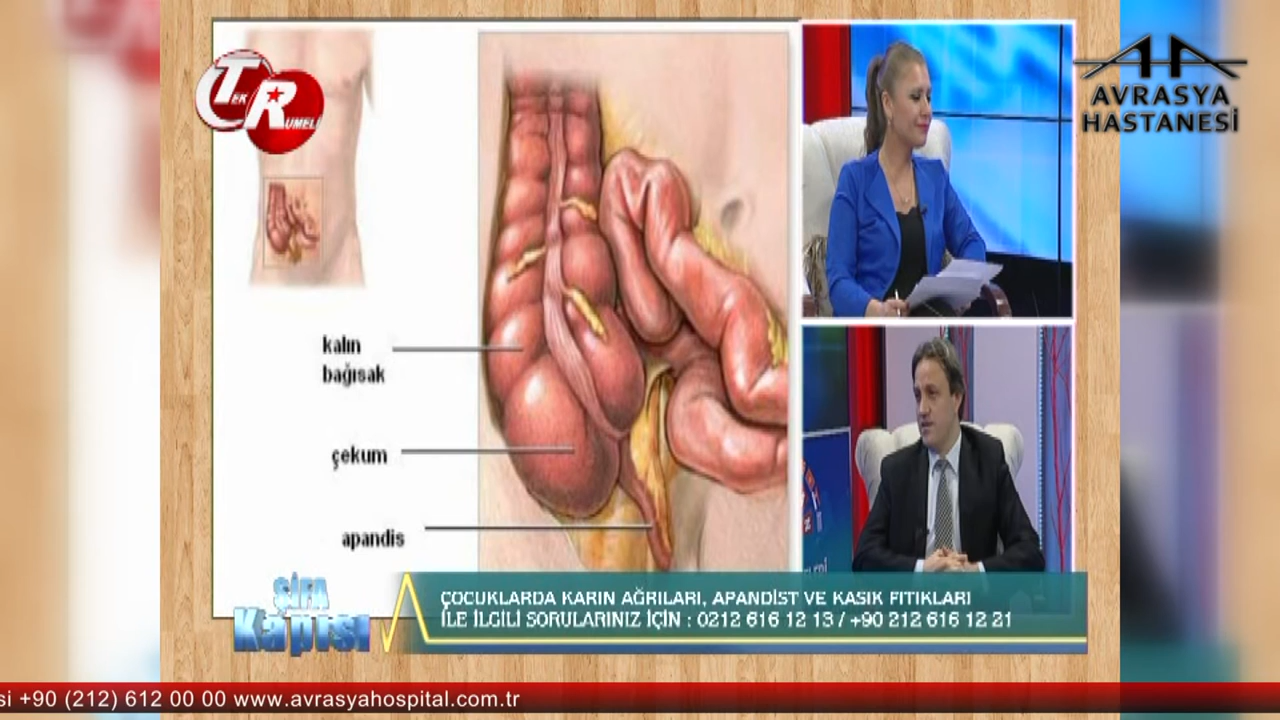 TEK
RUMELİ
AVRASYA
HASTANESİ
kalın
bağısak
çekum
apandis
ŞİFA
Kapısı
ÇOCUKLARDA KARIN AĞRILARI, APANDİST VE KASIK FITIKLARI
İLE İLGİLİ SORULARINIZ İÇİN : 0212 616 12 13 / +90 212 616 12 21
si +90 (212) 612 00 00 www.avrasyahospital.com.tr